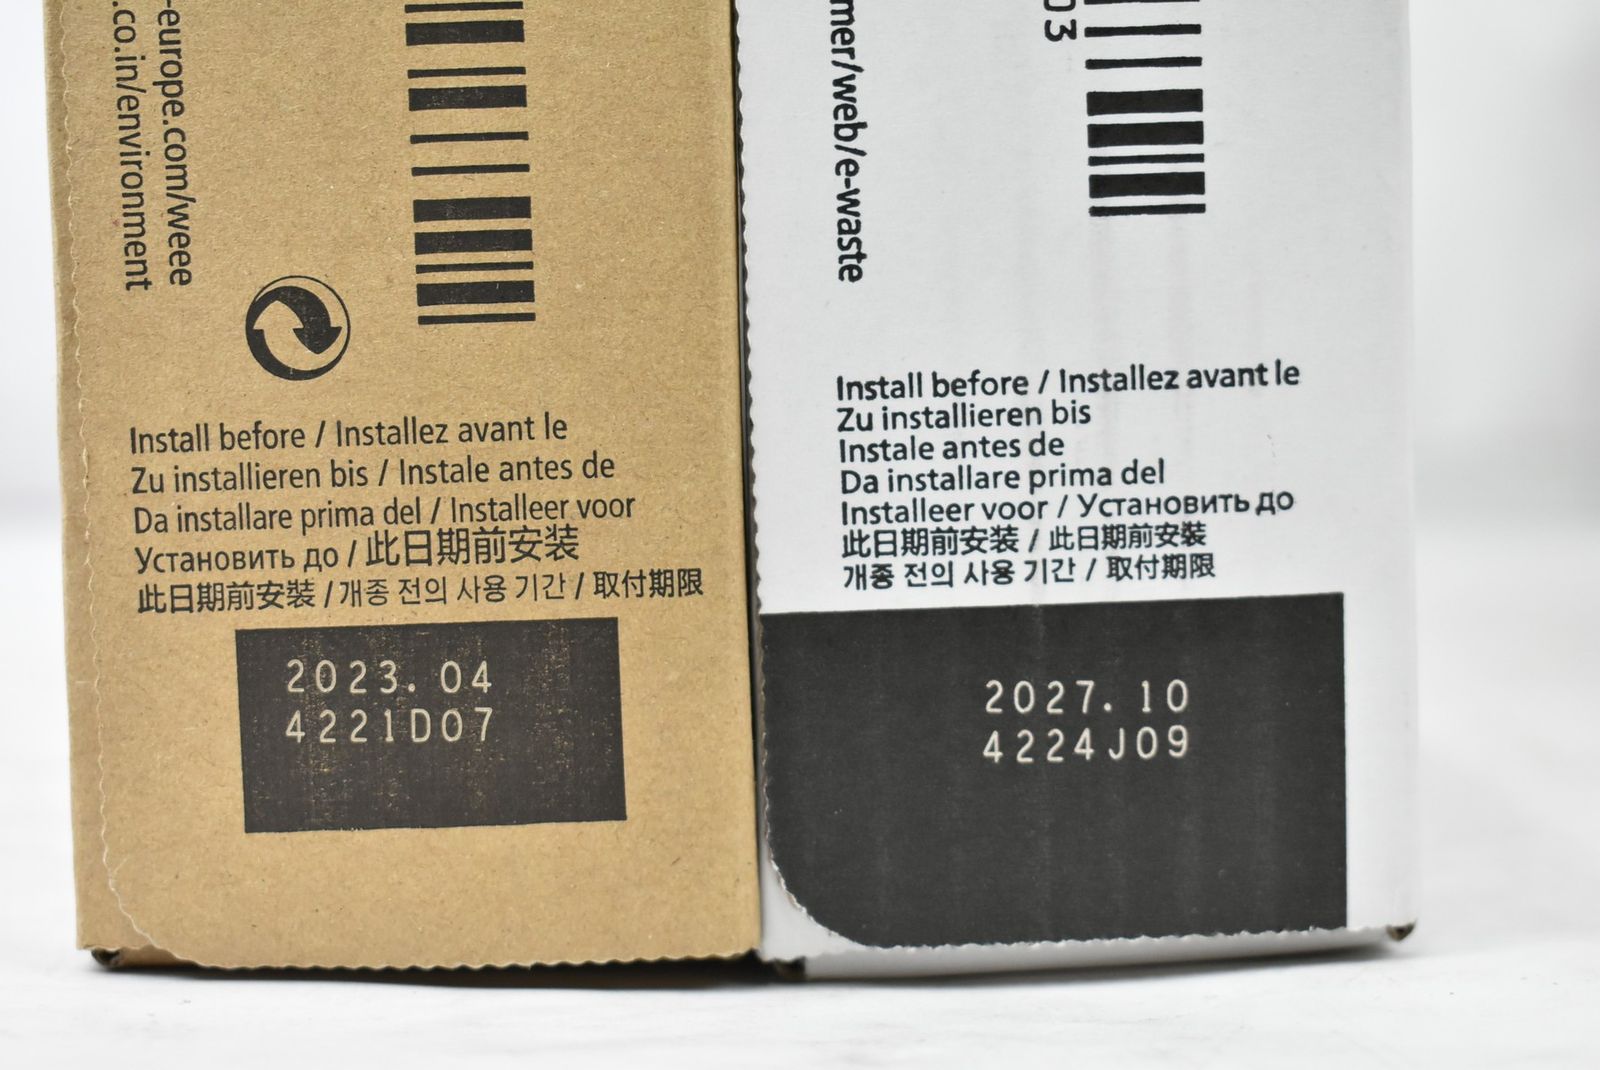 -europe.com/weee
.co.in/environment
Install before / Installez avant le
Zu installieren bis / Instale antes de
Da installare prima del / Installeer voor
Установить до / 此日期前安装
此日期前安裝 / 개종 전의 사용 기간 / 取付期限
2023.04
4221D07
mer/web/e-waste
03
Install before / Installez avant le
Zu installieren bis
Instale antes de
Da installare prima del
Installeer voor / Установить до
此日期前安装 / 此日期前安裝
개종 전의 사용 기간 / 取付期限
2027.10
4224J09